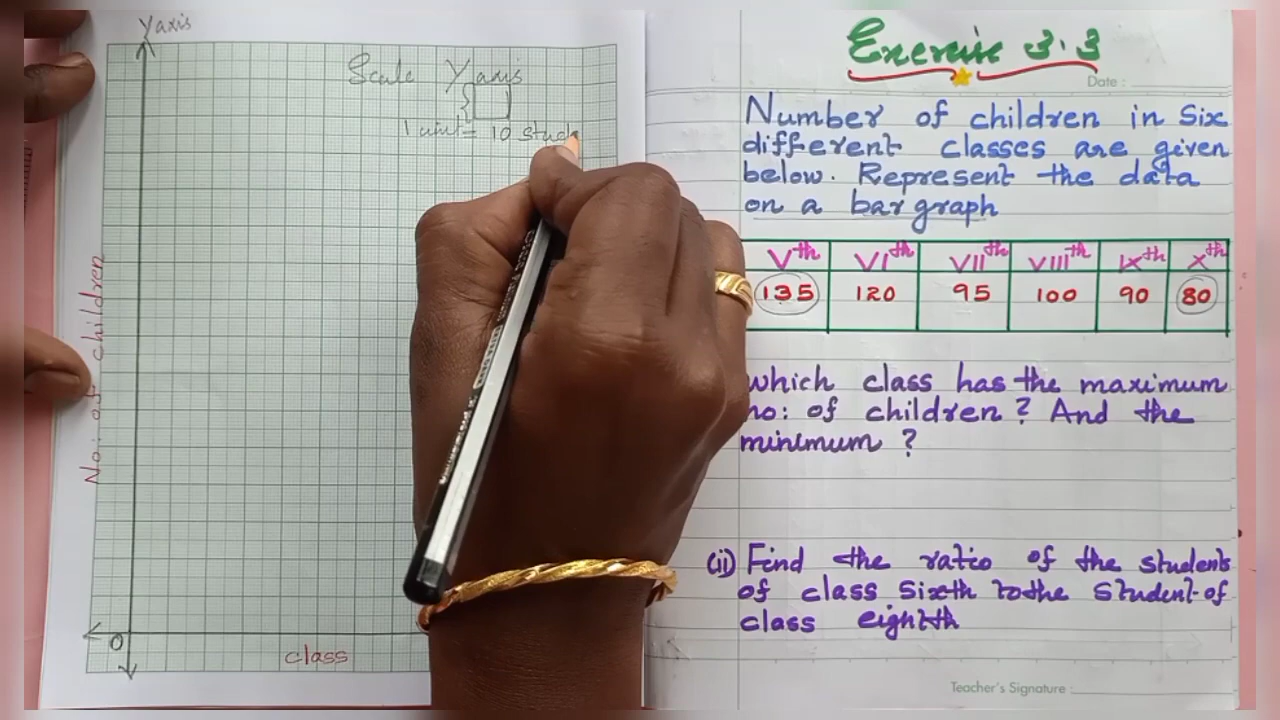 Y axis
Scale Y axis
1 unit = 10 stude
No: of children
0
class
Exercise 3.3
Date :
Number of children in Six
different classes are given
below. Represent the data
on a bar graph
Vth VIth VIIth VIIIth IXth Xth
135 120 95 100 90 80
which class has the maximum
no: of children ? And the
minimum ?
(ii) Find the ratio of the students
of class Sixth to the Student of
class eightth
Teacher's Signature :